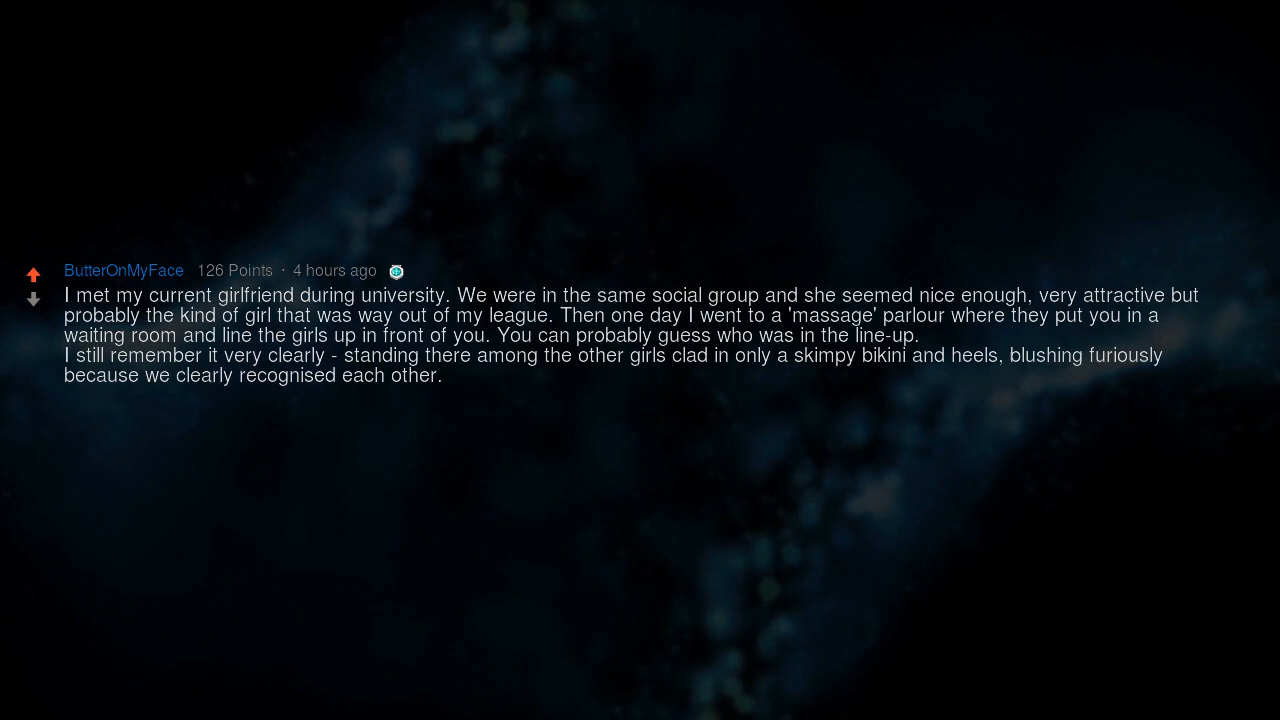 ButterOnMyFace 126 Points · 4 hours ago
I met my current girlfriend during university. We were in the same social group and she seemed nice enough, very attractive but
probably the kind of girl that was way out of my league. Then one day I went to a 'massage' parlour where they put you in a
waiting room and line the girls up in front of you. You can probably guess who was in the line-up.
I still remember it very clearly - standing there among the other girls clad in only a skimpy bikini and heels, blushing furiously
because we clearly recognised each other.